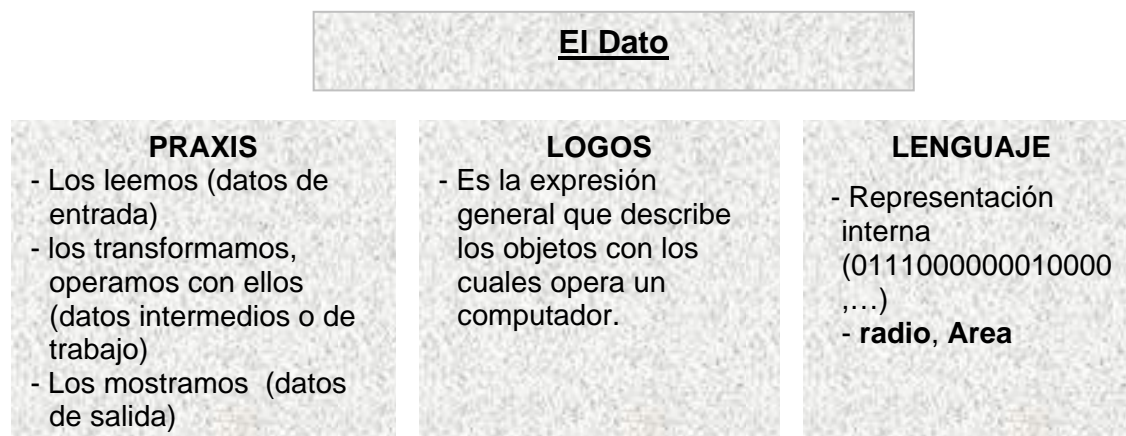 El Dato
PRAXIS
- Los leemos (datos de
entrada)
- los transformamos,
operamos con ellos
(datos intermedios o de
trabajo)
- Los mostramos (datos
de salida)
LOGOS
- Es la expresión
general que describe
los objetos con los
cuales opera un
computador.
LENGUAJE
- Representación
interna
(0111000000010000
,…)
- radio, Area